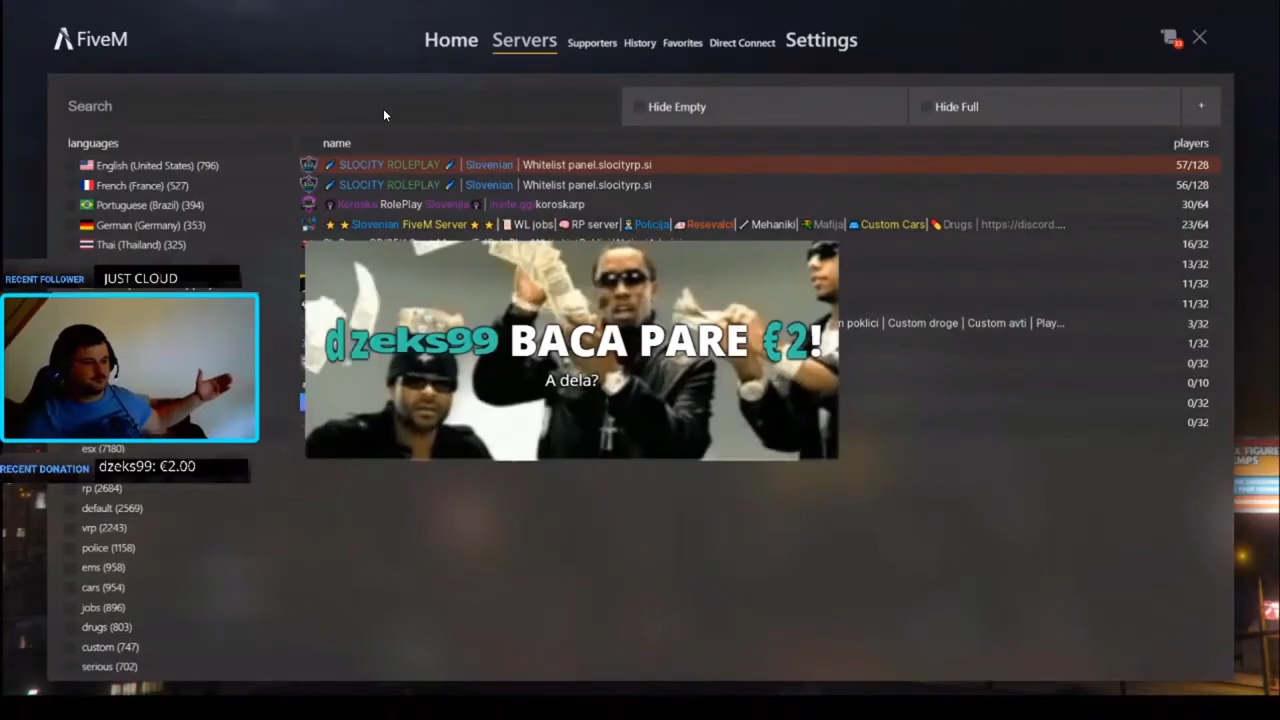 FiveM
Home Servers Supporters History Favorites Direct Connect Settings
33
Search
Hide Empty
Hide Full
+
languages
name
players
English (United States) (796)
SLOCITY ROLEPLAY | Slovenian | Whitelist panel.slocityrp.si
57/128
French (France) (527)
SLOCITY ROLEPLAY | Slovenian | Whitelist panel.slocityrp.si
56/128
Portuguese (Brazil) (394)
Koroska RolePlay Slovenija | invite.gg/koroskarp
30/64
German (Germany) (353)
Slovenian FiveM Server | WL jobs| RP server| Policija| Resevalci| Mehaniki| Mafija| Custom Cars| Drugs | https://discord....
23/64
Thai (Thailand) (325)
16/32
13/32
RECENT FOLLOWER JUST CLOUD
11/32
11/32
poklici | Custom droge | Custom avti | Play...
3/32
dzeks99 BACA PARE €2!
1/32
0/32
A dela?
0/10
0/32
0/32
esx (7180)
RECENT DONATION dzeks99: €2.00
rp (2684)
default (2569)
vrp (2243)
police (1158)
ems (958)
cars (954)
jobs (896)
drugs (803)
custom (747)
serious (702)